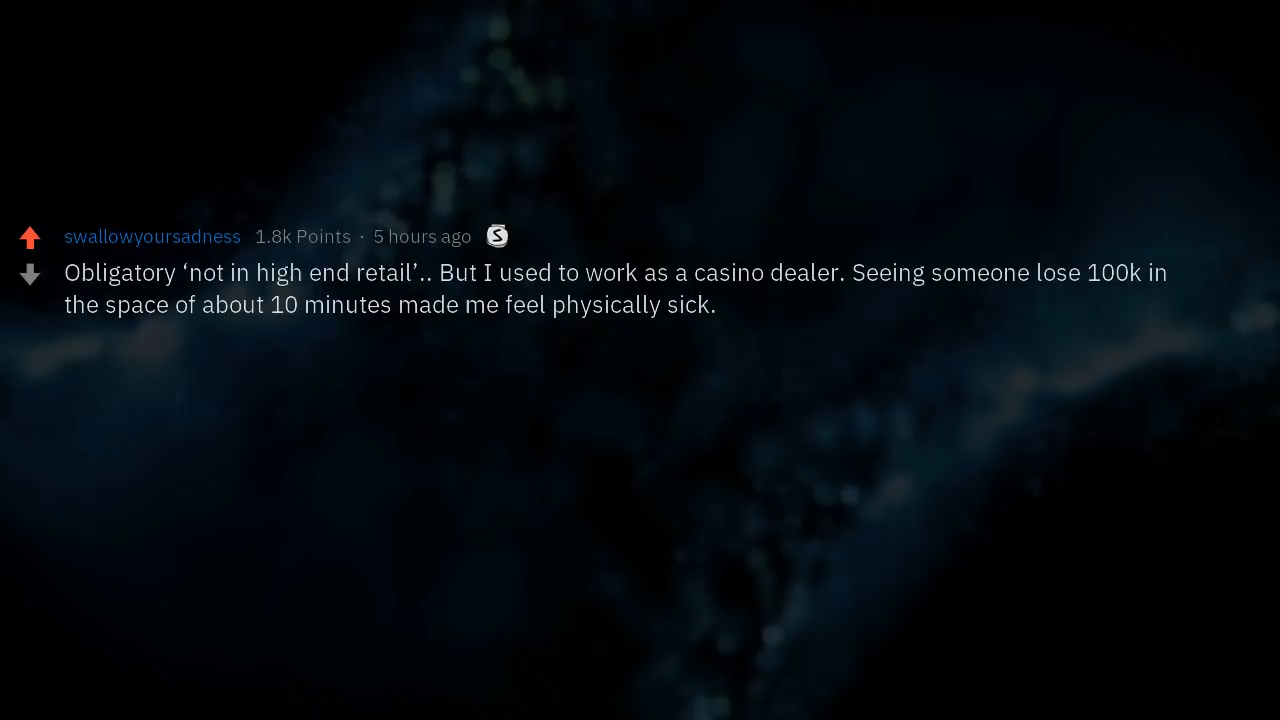 swallowyoursadness 1.8k Points · 5 hours ago S
Obligatory ‘not in high end retail’.. But I used to work as a casino dealer. Seeing someone lose 100k in
the space of about 10 minutes made me feel physically sick.